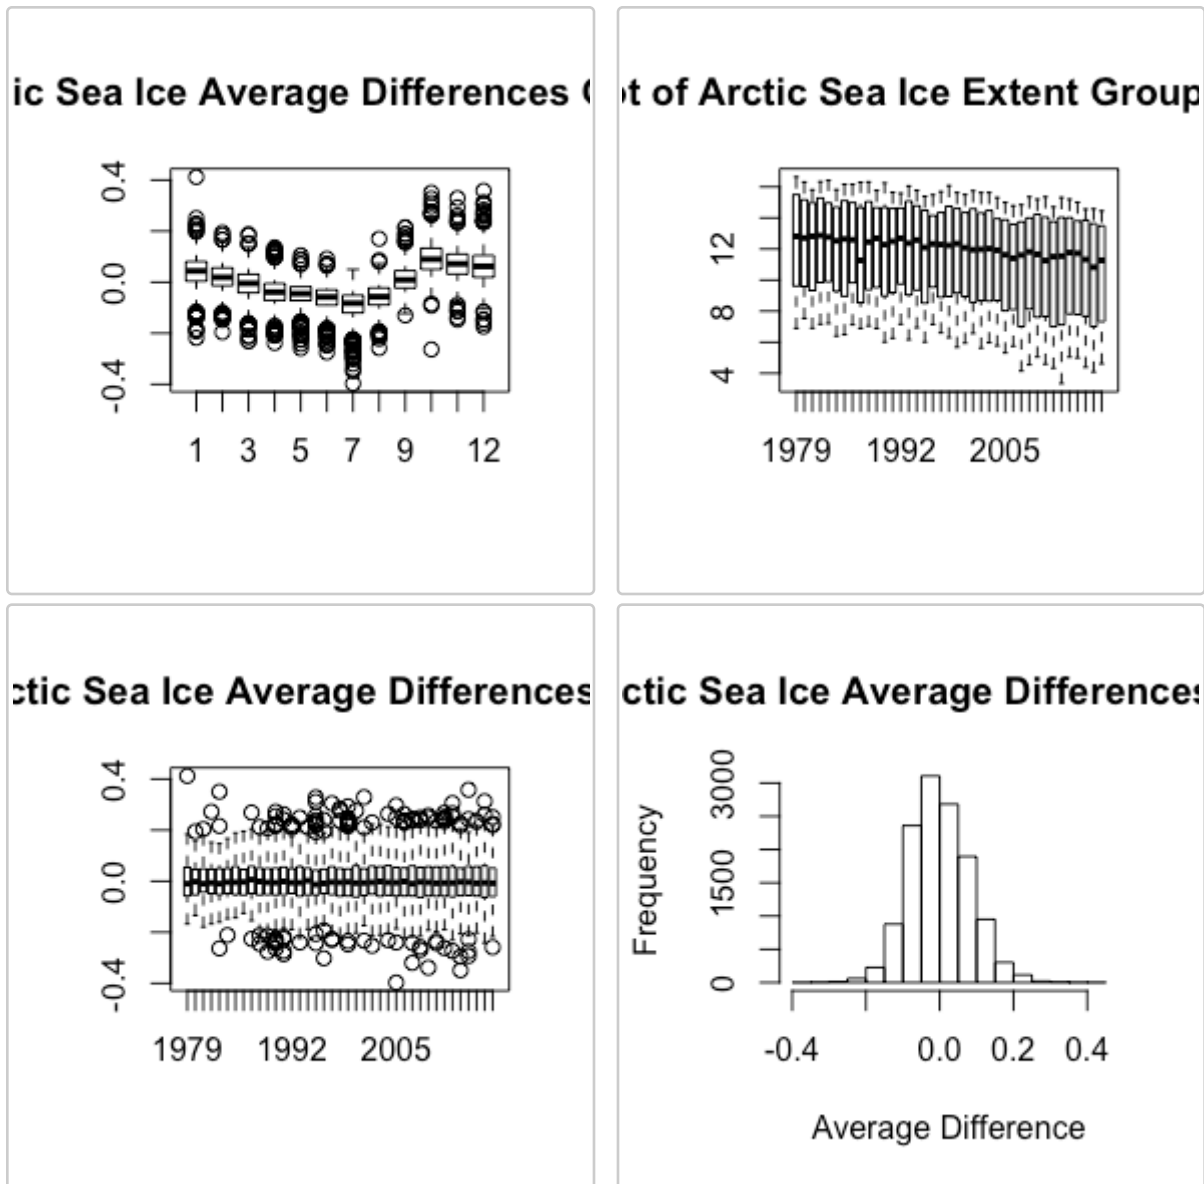 ic Sea Ice Average Differences
0.4
0.0
-0.4
1 3 5 7 9 12
of Arctic Sea Ice Extent Group
12
8
4
1979 1992 2005
ctic Sea Ice Average Differences
0.4
0.0
-0.4
1979 1992 2005
ctic Sea Ice Average Differences
Frequency
3000
1500
0
-0.4 0.0 0.2 0.4
Average Difference